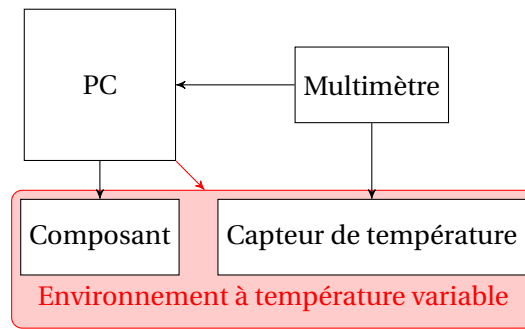 PC
Multimètre
Composant
Capteur de température
Environnement à température variable